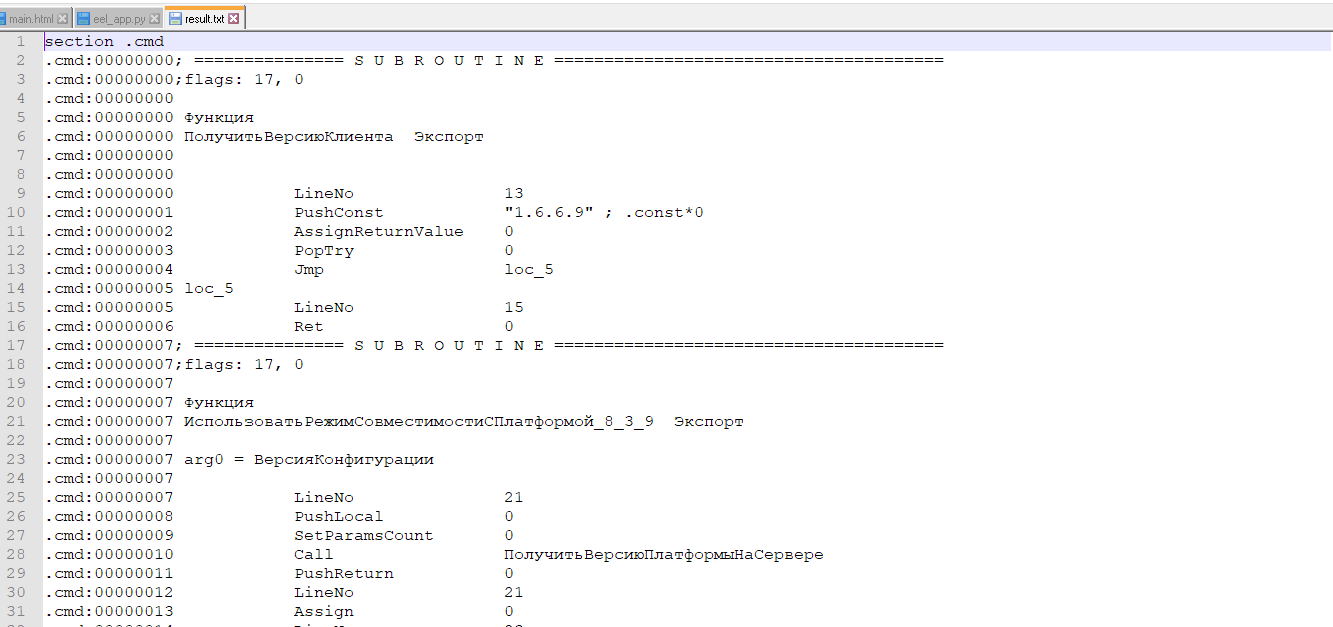 main.html eel_app.py result.txt
1 section .cmd
2 .cmd:00000000; =============== S U B R O U T I N E =======================================
3 .cmd:00000000;flags: 17, 0
4 .cmd:00000000
5 .cmd:00000000 Функция
6 .cmd:00000000 ПолучитьВерсиюКлиента  Экспорт
7 .cmd:00000000
8 .cmd:00000000
9 .cmd:00000000            LineNo               13
10 .cmd:00000001            PushConst            "1.6.6.9" ; .const*0
11 .cmd:00000002            AssignReturnValue    0
12 .cmd:00000003            PopTry               0
13 .cmd:00000004            Jmp                  loc_5
14 .cmd:00000005 loc_5
15 .cmd:00000005            LineNo               15
16 .cmd:00000006            Ret                  0
17 .cmd:00000007; =============== S U B R O U T I N E =======================================
18 .cmd:00000007;flags: 17, 0
19 .cmd:00000007
20 .cmd:00000007 Функция
21 .cmd:00000007 ИспользоватьРежимСовместимостиСПлатформой_8_3_9  Экспорт
22 .cmd:00000007
23 .cmd:00000007 arg0 = ВерсияКонфигурации
24 .cmd:00000007
25 .cmd:00000007            LineNo               21
26 .cmd:00000008            PushLocal            0
27 .cmd:00000009            SetParamsCount       0
28 .cmd:00000010            Call                 ПолучитьВерсиюПлатформыНаСервере
29 .cmd:00000011            PushReturn           0
30 .cmd:00000012            LineNo               21
31 .cmd:00000013            Assign               0